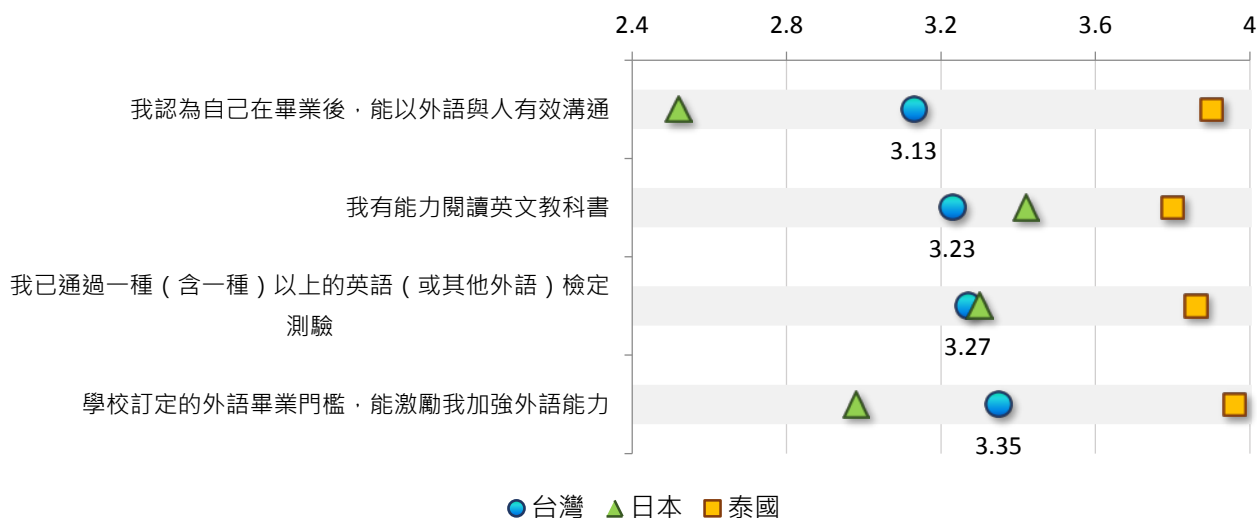 2.4 2.8 3.2 3.6 4
我認為自己在畢業後，能以外語與人有效溝通
3.13
我有能力閱讀英文教科書
3.23
我已通過一種（含一種）以上的英語（或其他外語）檢定
測驗
3.27
學校訂定的外語畢業門檻，能激勵我加強外語能力
3.35
台灣 日本 泰國